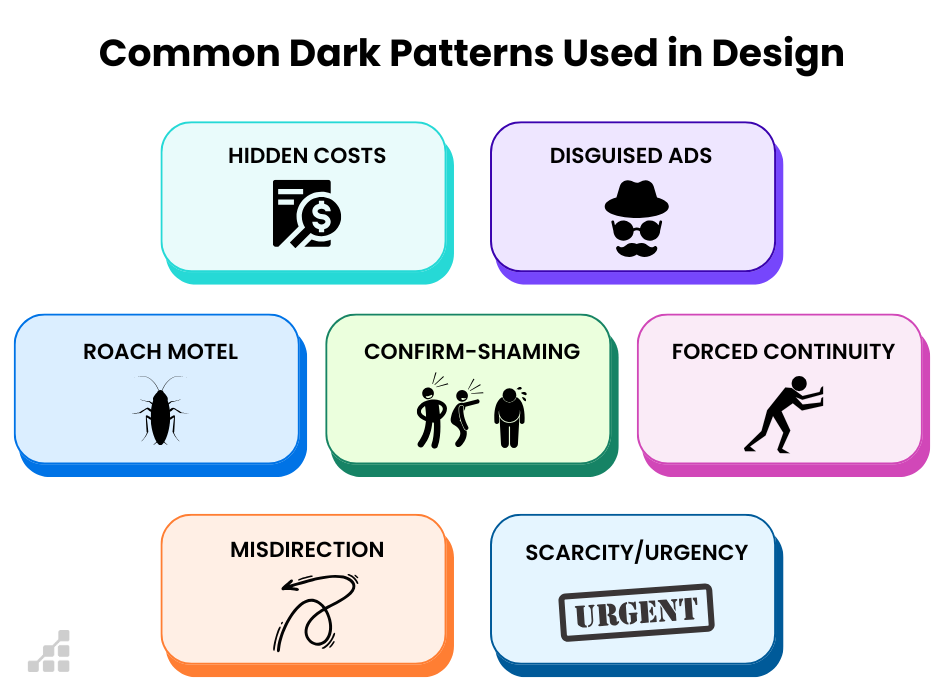 Common Dark Patterns Used in Design
HIDDEN COSTS
$
DISGUISED ADS
ROACH MOTEL
CONFIRM-SHAMING
FORCED CONTINUITY
MISDIRECTION
SCARCITY/URGENCY
URGENT